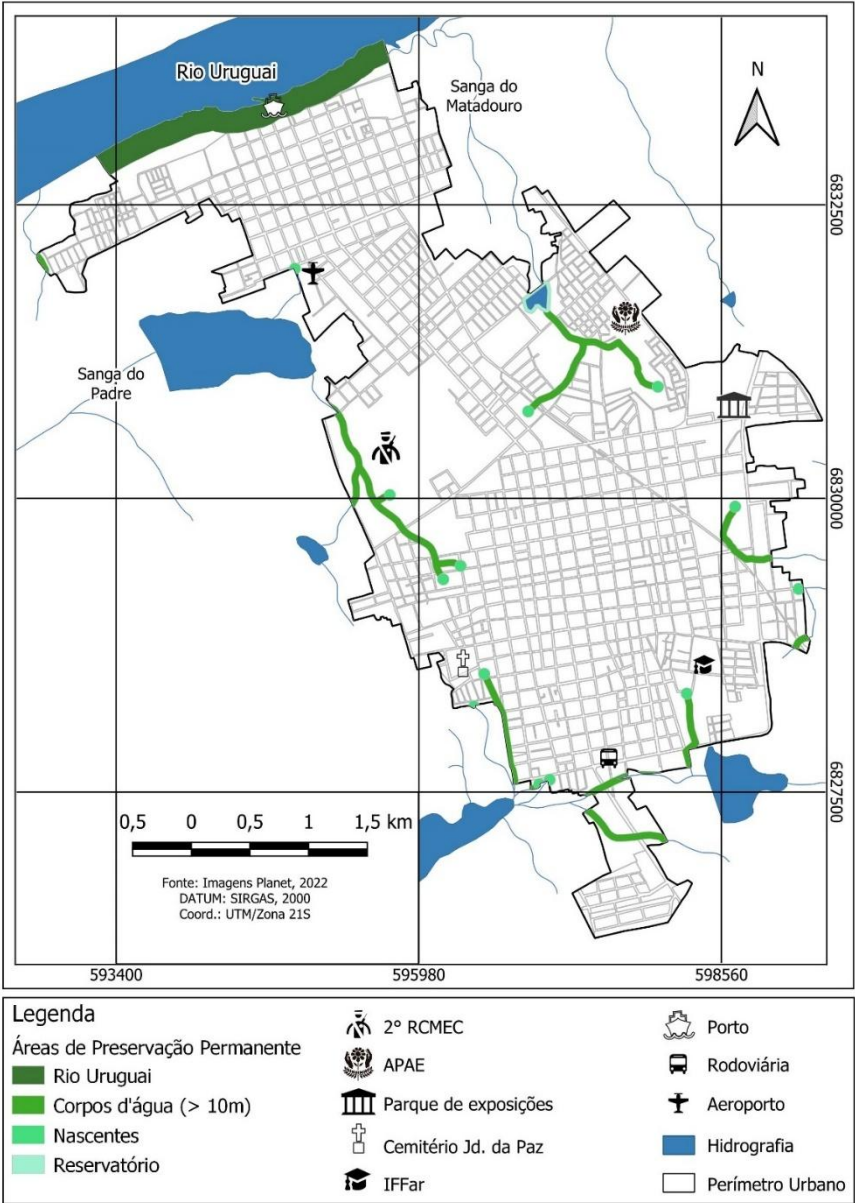 Rio Uruguai
Sanga do
Matadouro
N
6832500
Sanga do
Padre
6830000
6827500
0,5 0 0,5 1 1,5 km
Fonte: Imagens Planet, 2022
DATUM: SIRGAS, 2000
Coord.: UTM/Zona 21S
593400 595980 598560
Legenda
Áreas de Preservação Permanente
Rio Uruguai
Corpos d'água (> 10m)
Nascentes
Reservatório
2° RCMEC
APAE
Parque de exposições
Cemitério Jd. da Paz
IFFar
Porto
Rodoviária
Aeroporto
Hidrografia
Perímetro Urbano